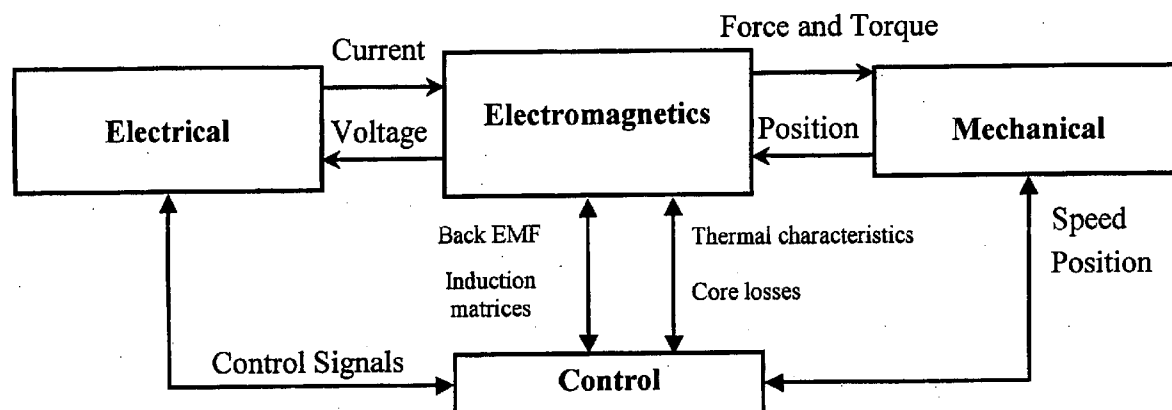 Force and Torque
Current
Electrical
Electromagnetics
Mechanical
Voltage
Position
Back EMF
Thermal characteristics
Speed
Position
Induction
matrices
Core losses
Control Signals
Control